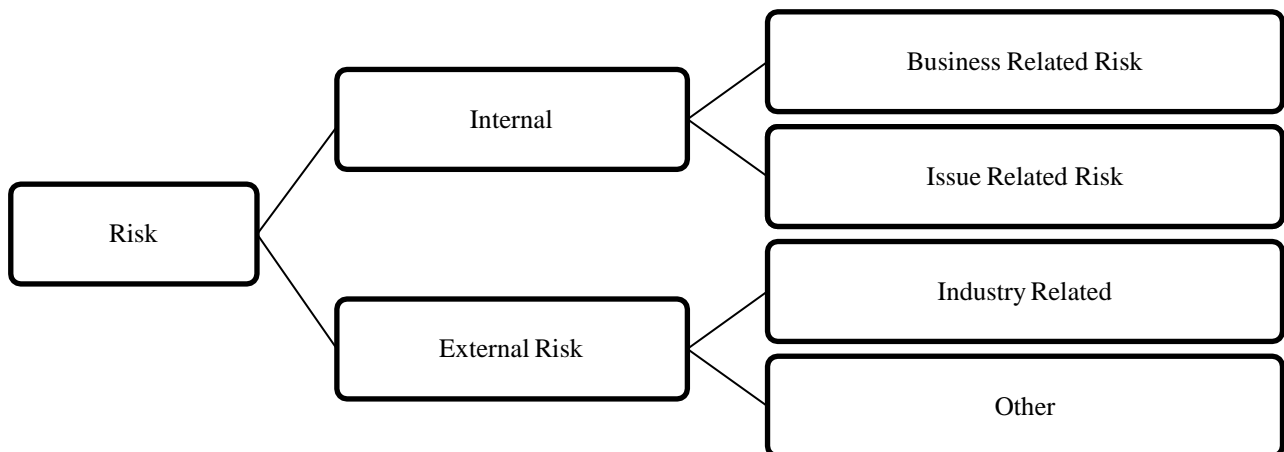 Business Related Risk
Internal
Issue Related Risk
Risk
Industry Related
External Risk
Other